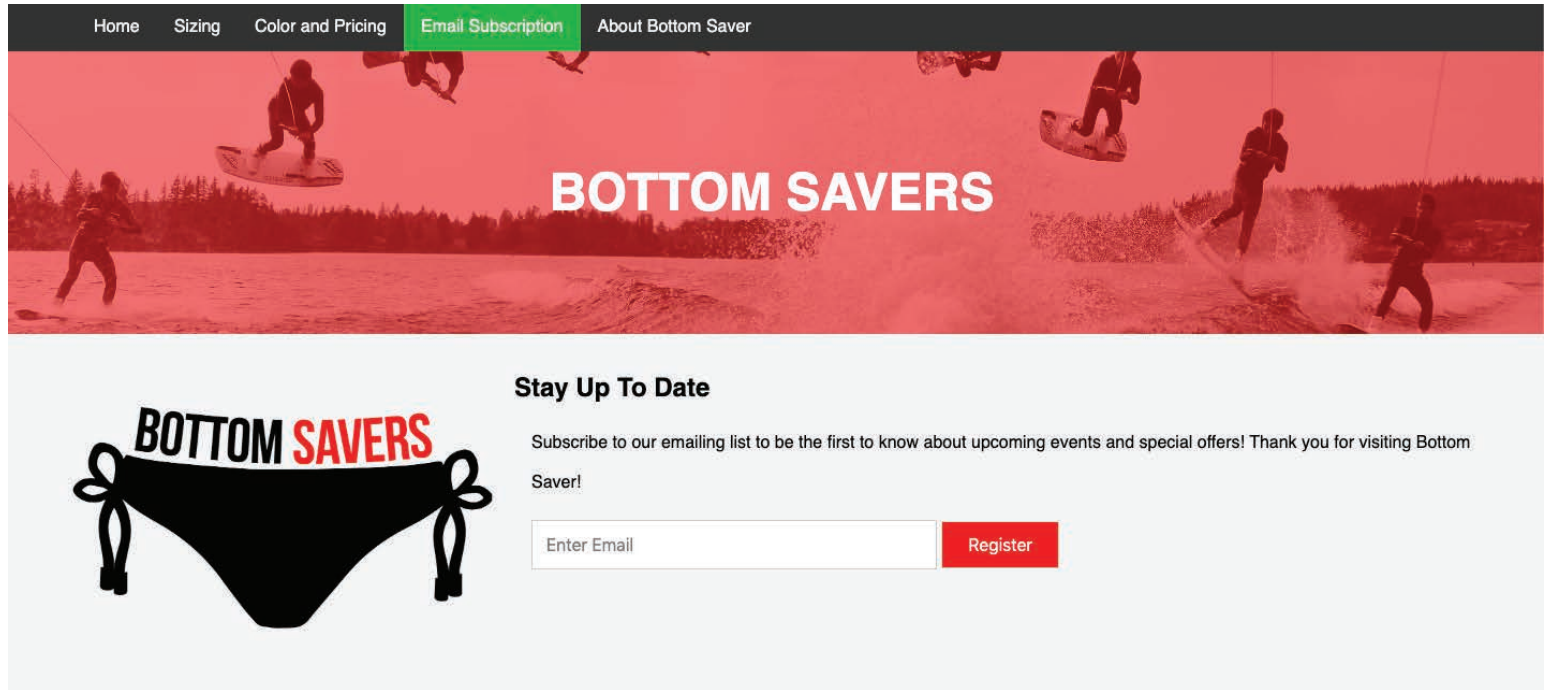 Home Sizing Color and Pricing Email Subscription About Bottom Saver
BOTTOM SAVERS
BOTTOM SAVERS
Stay Up To Date
Subscribe to our emailing list to be the first to know about upcoming events and special offers! Thank you for visiting Bottom
Saver!
Enter Email Register